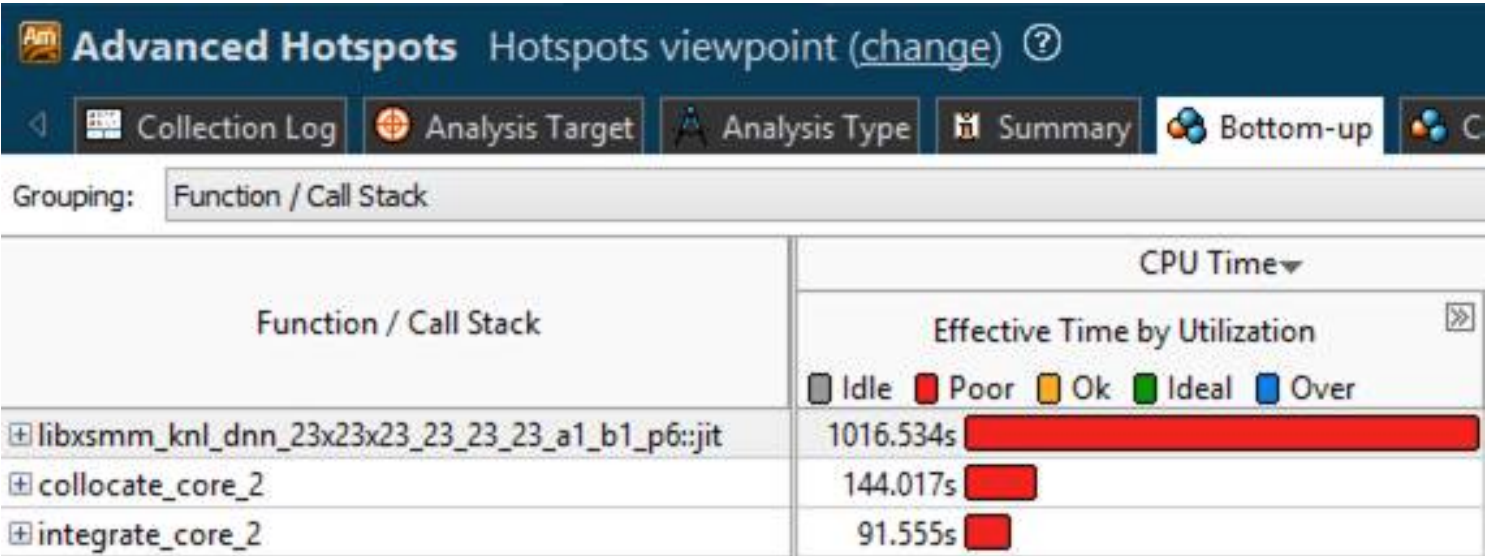 Am Advanced Hotspots Hotspots viewpoint (change) ?
Collection Log Analysis Target Analysis Type Summary Bottom-up C
Grouping: Function / Call Stack
CPU Time
Function / Call Stack Effective Time by Utilization
Idle Poor Ok Ideal Over
libxsmm_knl_dnn_23x23x23_23_23_23_a1_b1_p6::jit 1016.534s
collocate_core_2 144.017s
integrate_core_2 91.555s